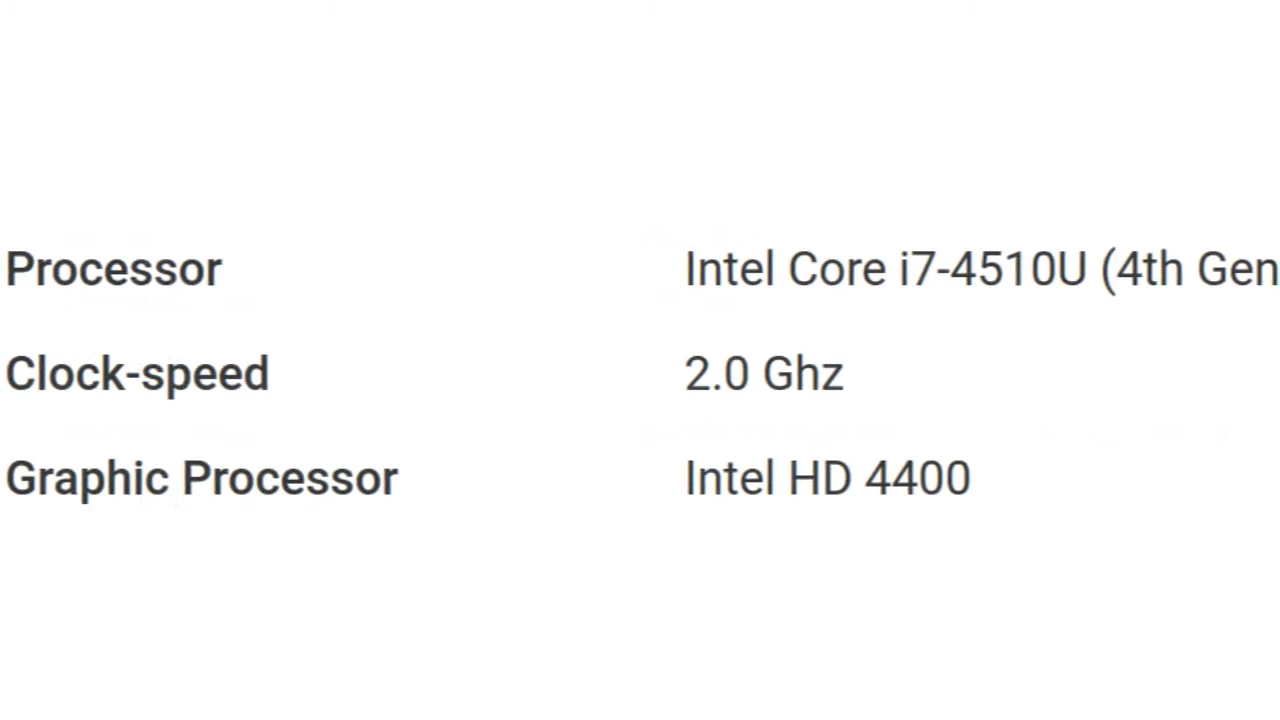 Processor Intel Core i7-4510U (4th Gen
Clock-speed 2.0 Ghz
Graphic Processor Intel HD 4400